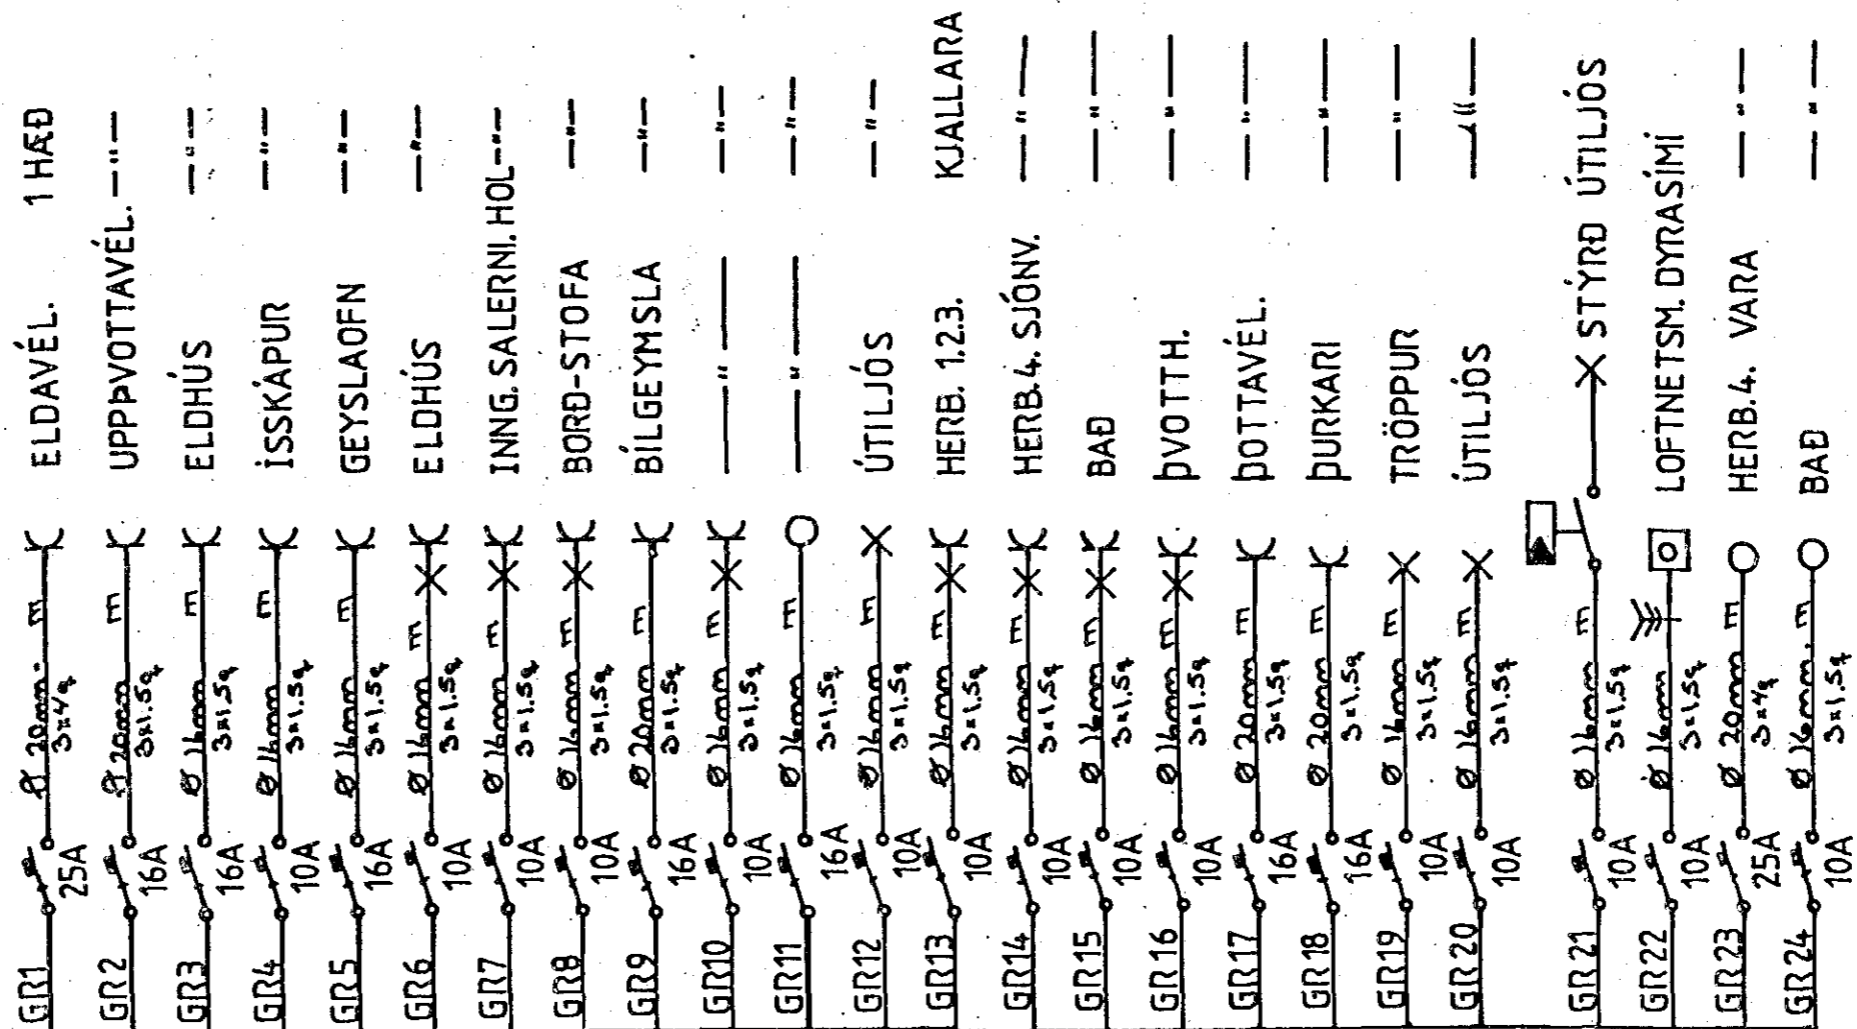 GR1 25A Ø 20mm 3x4q ELDAVÉL. 1 HÆÐ
GR2 16A Ø 20mm 3x1.5q UPPÞVOTTAVÉL. —"—
GR3 16A Ø 16mm 3x1.5q ELDHÚS —"—
GR4 10A Ø 16mm 3x1.5q ÍSSKÁPUR —"—
GR5 16A Ø 16mm 3x1.5q GEYSLAOFN —"—
GR6 10A Ø 16mm 3x1.5q ELDHÚS —"—
GR7 10A Ø 16mm 3x1.5q INNG. SALERNI. HOL —"—
GR8 10A Ø 16mm 3x1.5q BORÐ-STOFA —"—
GR9 16A Ø 20mm 3x1.5q BÍLGEYMSLA —"—
GR10 10A Ø 16mm 3x1.5q —"— —"—
GR11 16A Ø 16mm 3x1.5q —"— —"—
GR12 10A Ø 16mm 3x1.5q ÚTILJÓS —"—
GR13 10A Ø 16mm 3x1.5q HERB. 1.2.3. KJALLARA
GR14 10A Ø 16mm 3x1.5q HERB.4. SJÓNV. —"—
GR15 10A Ø 16mm 3x1.5q BAÐ —"—
GR16 10A Ø 16mm 3x1.5q ÞVOTTH. —"—
GR17 16A Ø 20mm 3x1.5q ÞOTTAVÉL. —"—
GR18 16A Ø 20mm 3x1.5q ÞURKARI —"—
GR19 10A Ø 16mm 3x1.5q TRÖPPUR —"—
GR20 10A Ø 16mm 3x1.5q ÚTILJÓS —"—
GR21 10A Ø 16mm 3x1.5q STÝRÐ ÚTILJÓS
GR22 10A Ø 16mm 3x1.5q LOFTNETSM. DYRASÍMI
GR23 25A Ø 20mm 3x4q HERB.4. VARA —"—
GR24 10A Ø 16mm 3x1.5q BAÐ —"—